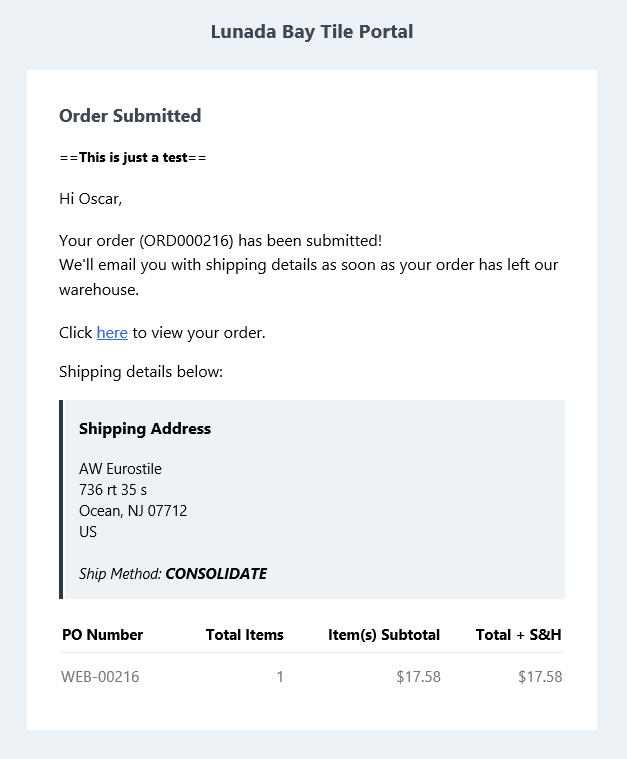 Lunada Bay Tile Portal
Order Submitted
==This is just a test==
Hi Oscar,
Your order (ORD000216) has been submitted!
We'll email you with shipping details as soon as your order has left our
warehouse.
Click here to view your order.
Shipping details below:
Shipping Address
AW Eurostile
736 rt 35 s
Ocean, NJ 07712
US
Ship Method: CONSOLIDATE
PO Number Total Items Item(s) Subtotal Total + S&H
WEB-00216 1 $17.58 $17.58